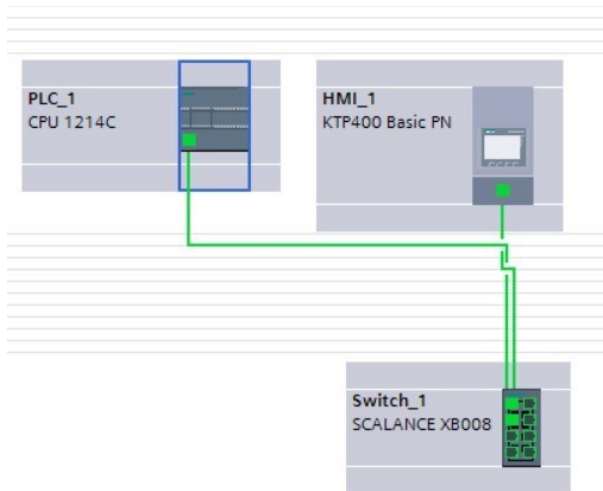 PLC_1
CPU 1214C
HMI_1
KTP400 Basic PN
Switch_1
SCALANCE XB008